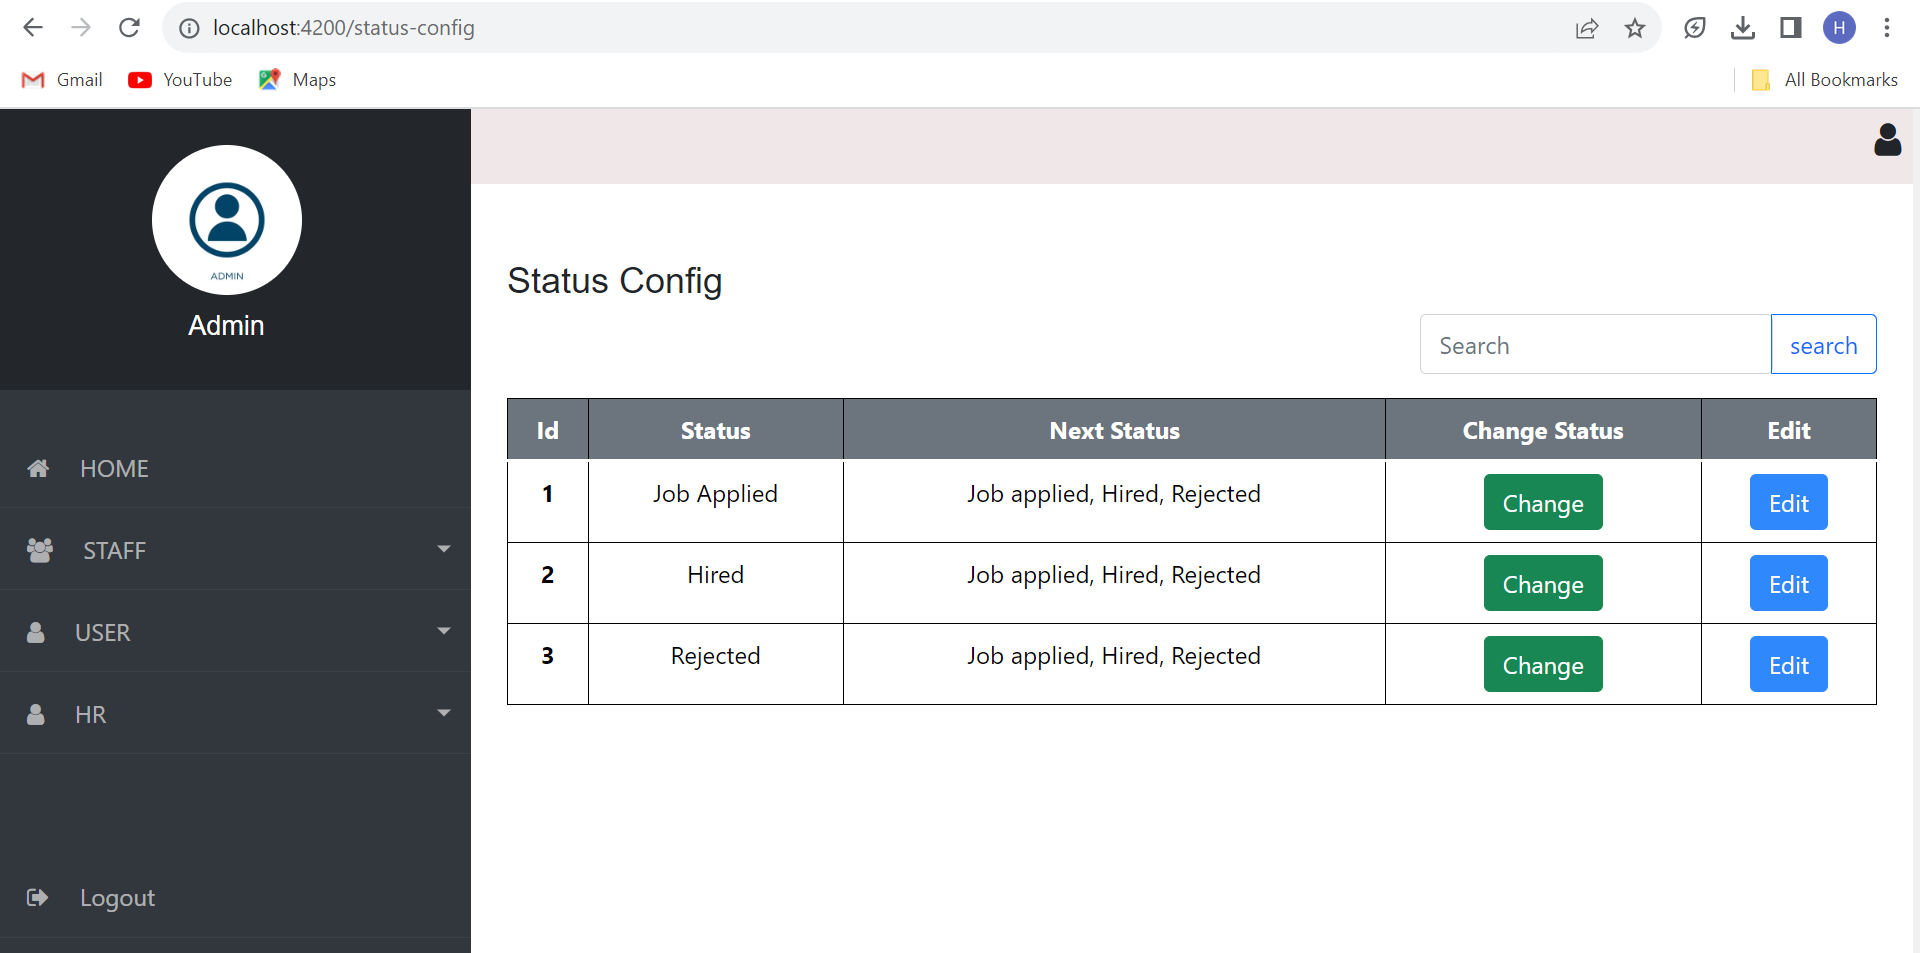 localhost:4200/status-config
H
Gmail YouTube Maps All Bookmarks
ADMIN
Admin
HOME
STAFF
USER
HR
Logout
Status Config
Search search
Id Status Next Status Change Status Edit
1 Job Applied Job applied, Hired, Rejected Change Edit
2 Hired Job applied, Hired, Rejected Change Edit
3 Rejected Job applied, Hired, Rejected Change Edit